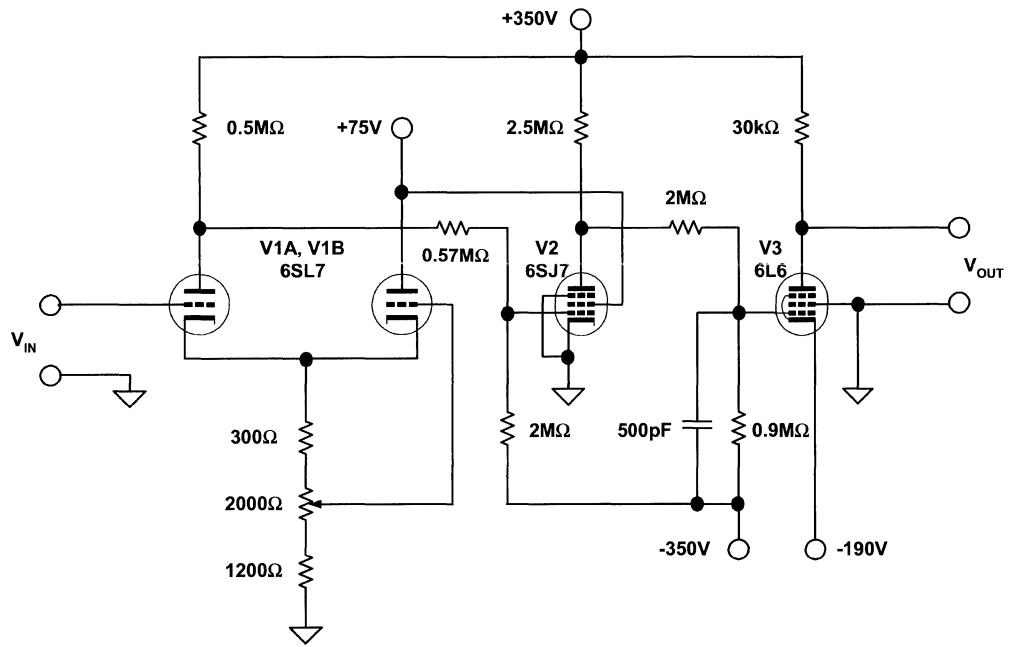 +350V
0.5MΩ
+75V
2.5MΩ
30kΩ
2MΩ
V1A, V1B
6SL7
0.57MΩ
V2
6SJ7
V3
6L6
VOUT
VIN
300Ω
2MΩ
500pF
0.9MΩ
2000Ω
-350V
-190V
1200Ω